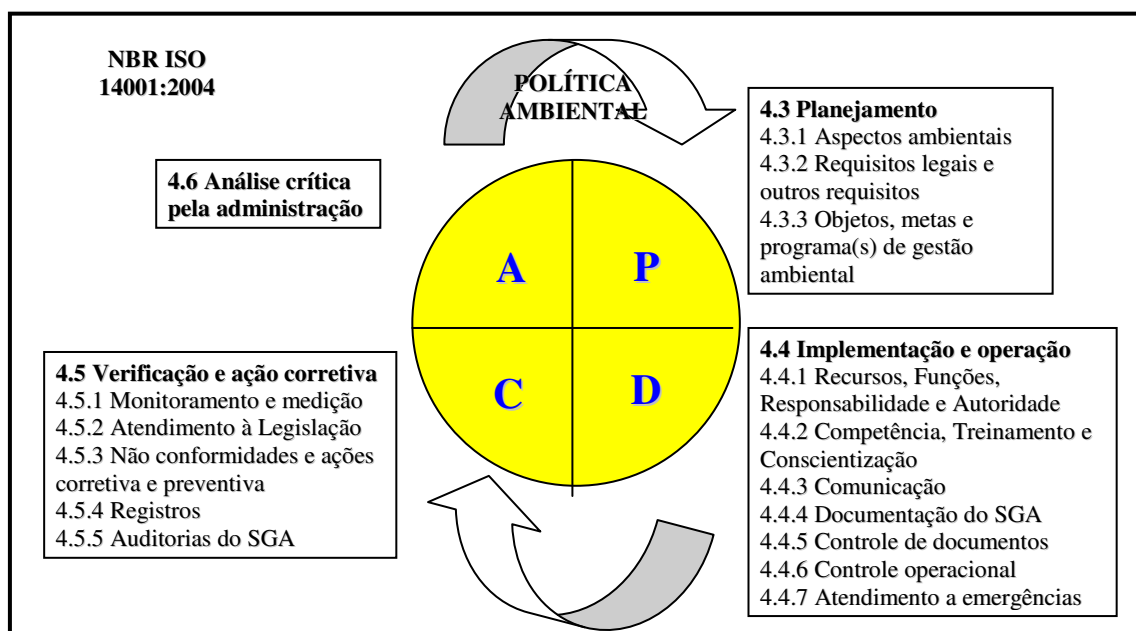 NBR ISO
14001:2004
POLÍTICA
AMBIENTAL
4.3 Planejamento
4.3.1 Aspectos ambientais
4.3.2 Requisitos legais e
outros requisitos
4.3.3 Objetos, metas e
programa(s) de gestão
ambiental
4.6 Análise crítica
pela administração
A
P
C
D
4.5 Verificação e ação corretiva
4.5.1 Monitoramento e medição
4.5.2 Atendimento à Legislação
4.5.3 Não conformidades e ações
corretiva e preventiva
4.5.4 Registros
4.5.5 Auditorias do SGA
4.4 Implementação e operação
4.4.1 Recursos, Funções,
Responsabilidade e Autoridade
4.4.2 Competência, Treinamento e
Conscientização
4.4.3 Comunicação
4.4.4 Documentação do SGA
4.4.5 Controle de documentos
4.4.6 Controle operacional
4.4.7 Atendimento a emergências